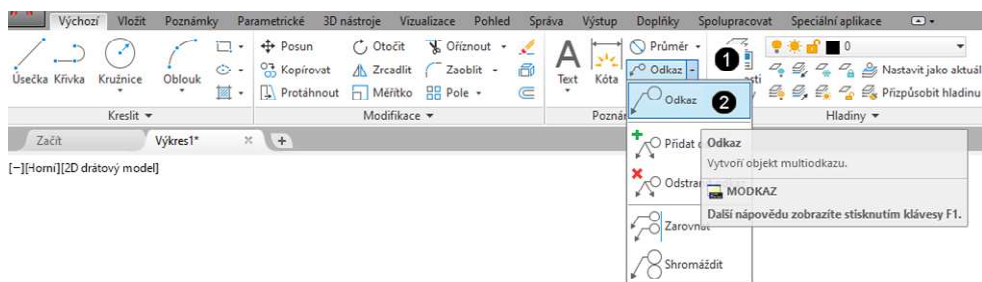 Výchozí Vložit Poznámky Parametrické 3D nástroje Vizualizace Pohled Správa Výstup Doplňky Spolupracovat Speciální aplikace
Posun Otočit Oříznout
Kopírovat Zrcadlit Zaoblit
Protáhnout Měřítko Pole
Úsečka Křivka Kružnice Oblouk
Text Kóta
Průměr
Odkaz
1
0
Nastavit jako aktuál
Přizpůsobit hladinu
Kreslit Modifikace Hladiny
Odkaz 2
Začít Výkres1* +
[−][Horní][2D drátový model]
Přidat
Zarovnat
Shromáždit
Odkaz
Vytvoří objekt multiodkazu.
MODKAZ
Další nápovědu zobrazíte stisknutím klávesy F1.